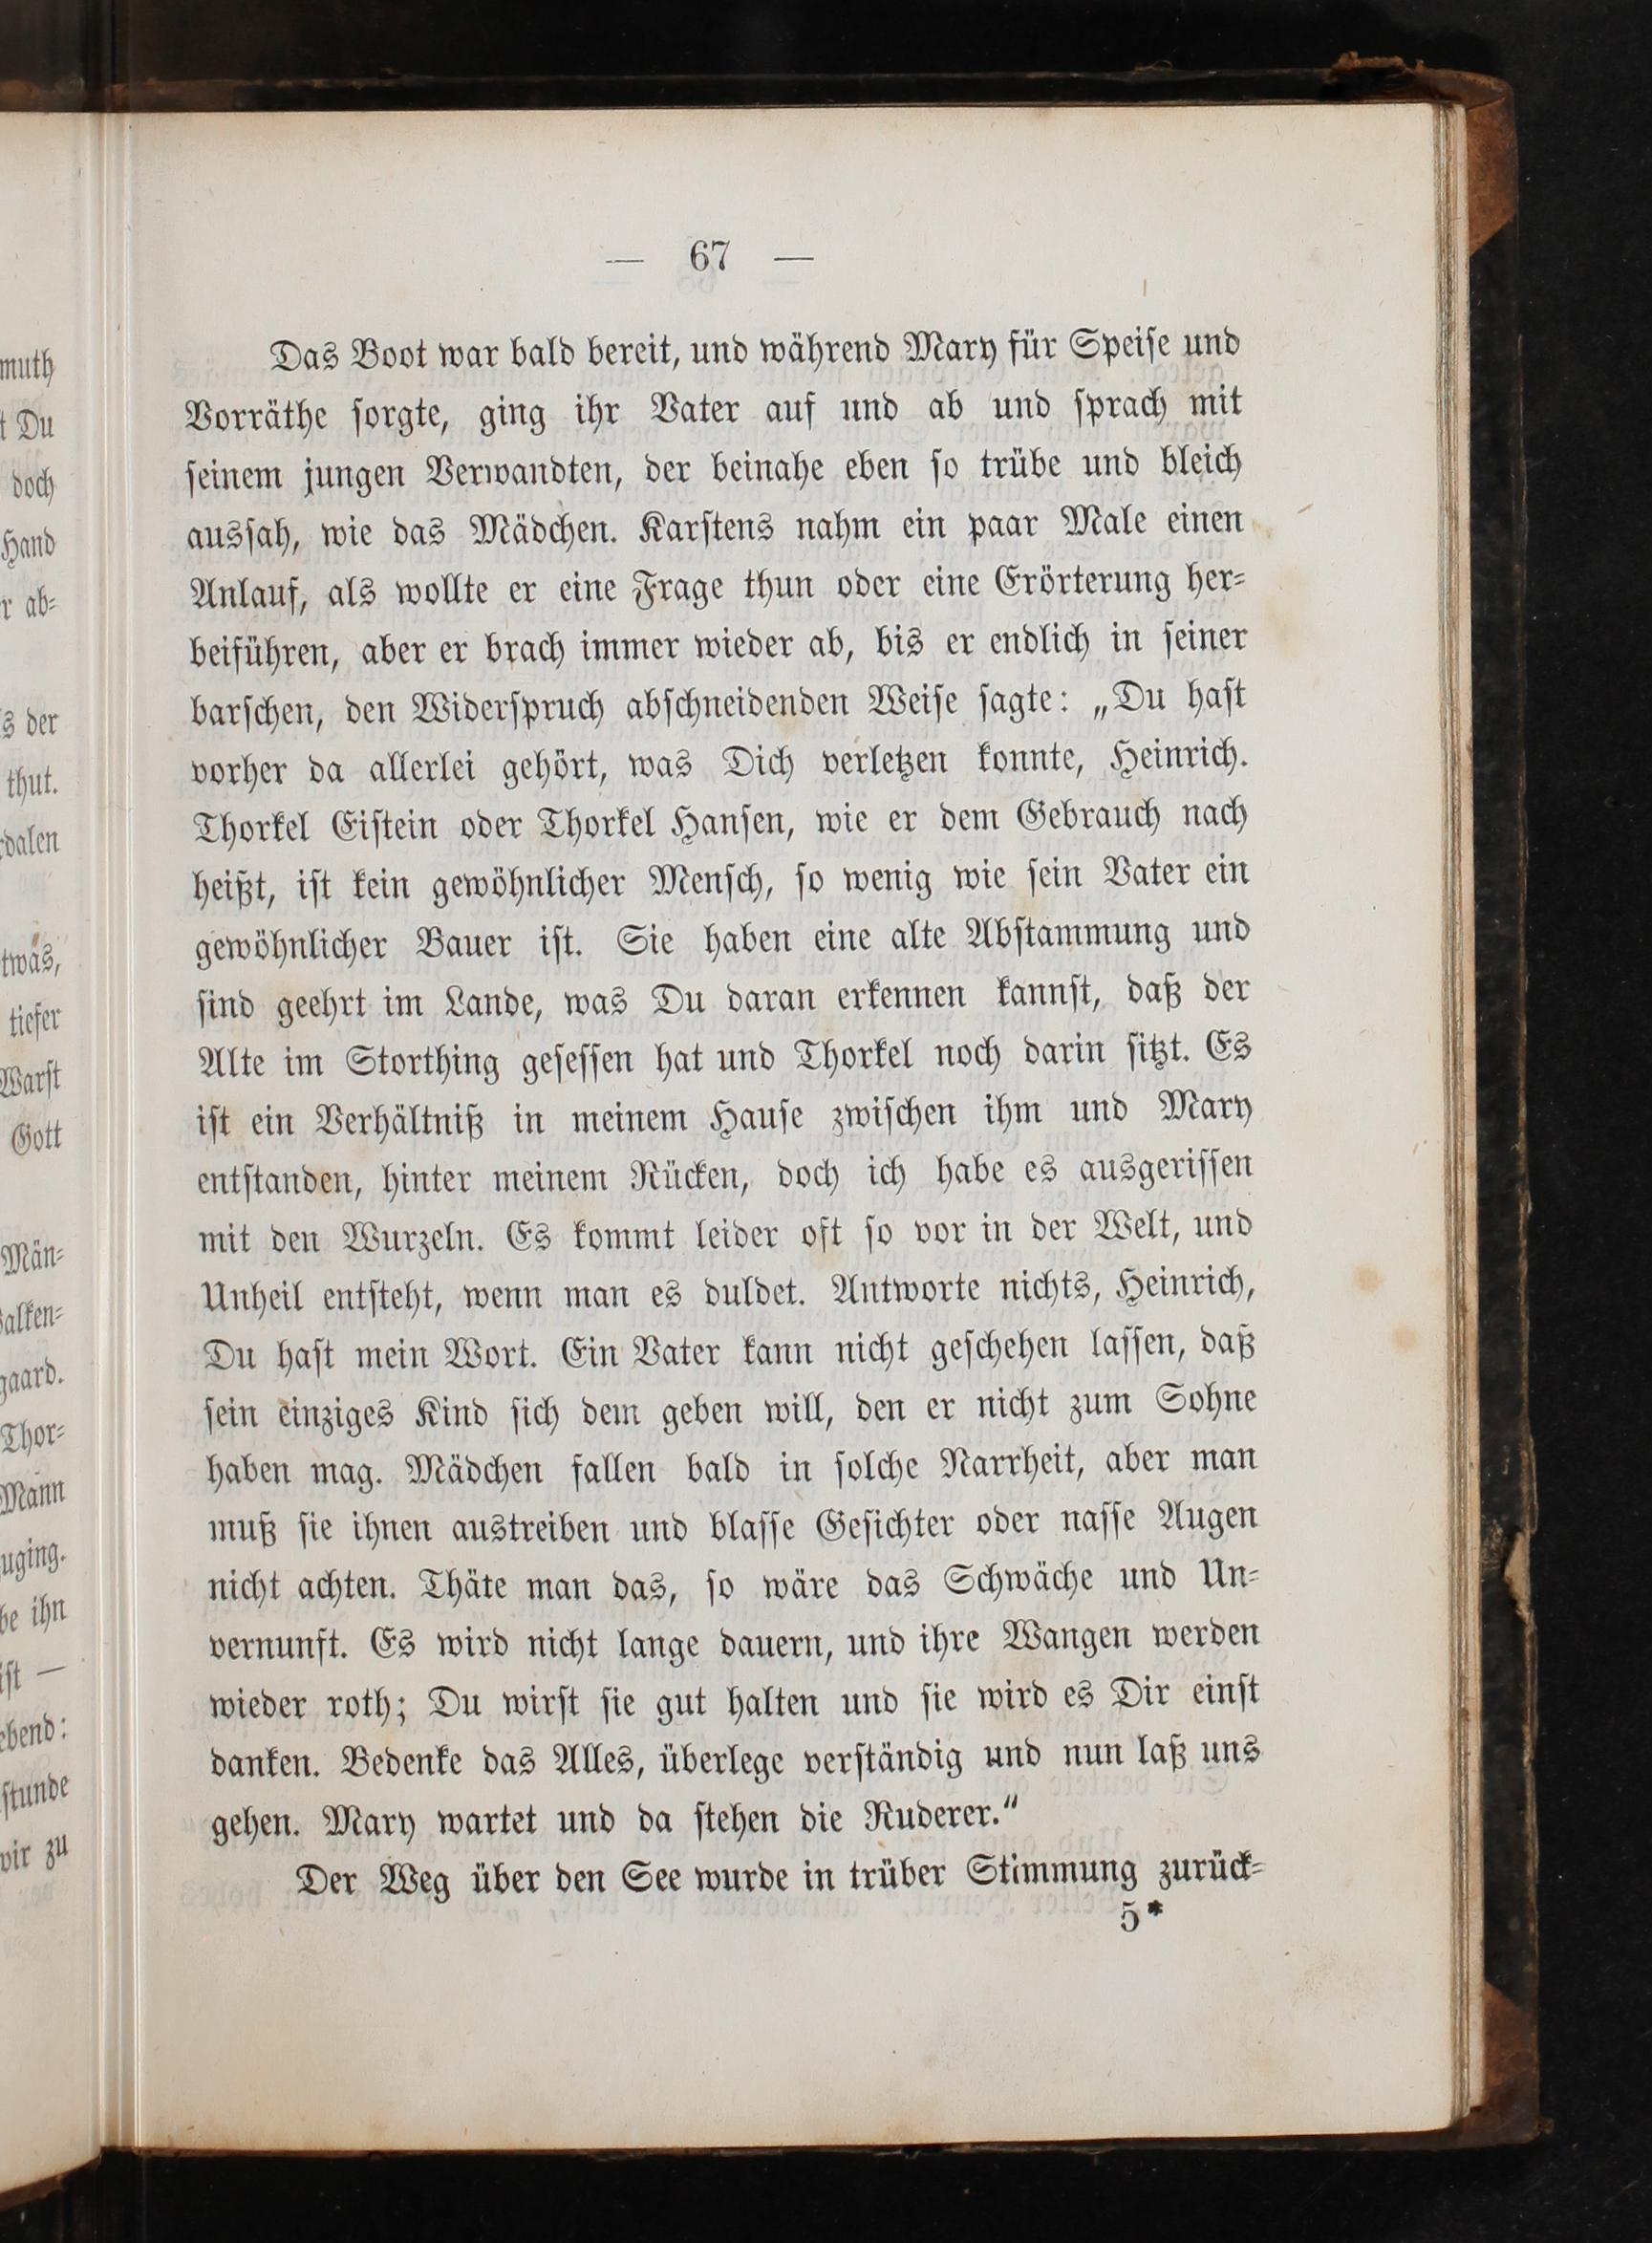 — 67 —
Das Boot war bald bereit, und während Mary für Speise und
Vorräthe sorgte, ging ihr Vater auf und ab und sprach mit
seinem jungen Verwandten, der beinahe eben so trübe und bleich
aussah, wie das Mädchen. Karstens nahm ein paar Male einen
Anlauf, als wollte er eine Frage thun oder eine Erörterung her-
beiführen, aber er brach immer wieder ab, bis er endlich in seiner
barschen, den Widerspruch abschneidenden Weise sagte: „Du hast
vorher da allerlei gehört, was Dich verletzen konnte, Heinrich.
Thorkel Eistein oder Thorkel Hansen, wie er dem Gebrauch nach
heißt, ist kein gewöhnlicher Mensch, so wenig wie sein Vater ein
gewöhnlicher Bauer ist. Sie haben eine alte Abstammung und
sind geehrt im Lande, was Du daran erkennen kannst, daß der
Alte im Storthing gesessen hat und Thorkel noch darin sitzt. Es
ist ein Verhältniß in meinem Hause zwischen ihm und Mary
entstanden, hinter meinem Rücken, doch ich habe es ausgerissen
mit den Wurzeln. Es kommt leider oft so vor in der Welt, und
Unheil entsteht, wenn man es duldet. Antworte nichts, Heinrich,
Du hast mein Wort. Ein Vater kann nicht geschehen lassen, daß
sein einziges Kind sich dem geben will, den er nicht zum Sohne
haben mag. Mädchen fallen bald in solche Narrheit, aber man
muß sie ihnen austreiben und blasse Gesichter oder nasse Augen
nicht achten. Thäte man das, so wäre das Schwäche und Un-
vernunft. Es wird nicht lange dauern, und ihre Wangen werden
wieder roth; Du wirst sie gut halten und sie wird es Dir einst
danken. Bedenke das Alles, überlege verständig und nun laß uns
gehen. Mary wartet und da stehen die Ruderer.“
Der Weg über den See wurde in trüber Stimmung zurück-
5*